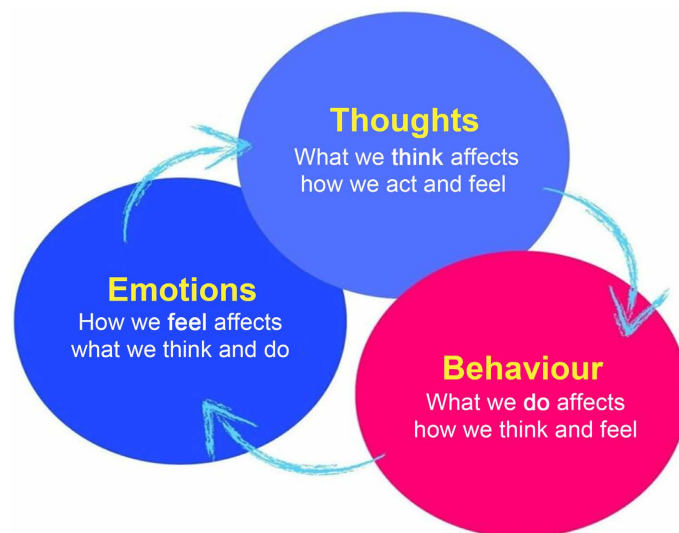 Thoughts
What we think affects
how we act and feel
Emotions
How we feel affects
what we think and do
Behaviour
What we do affects
how we think and feel